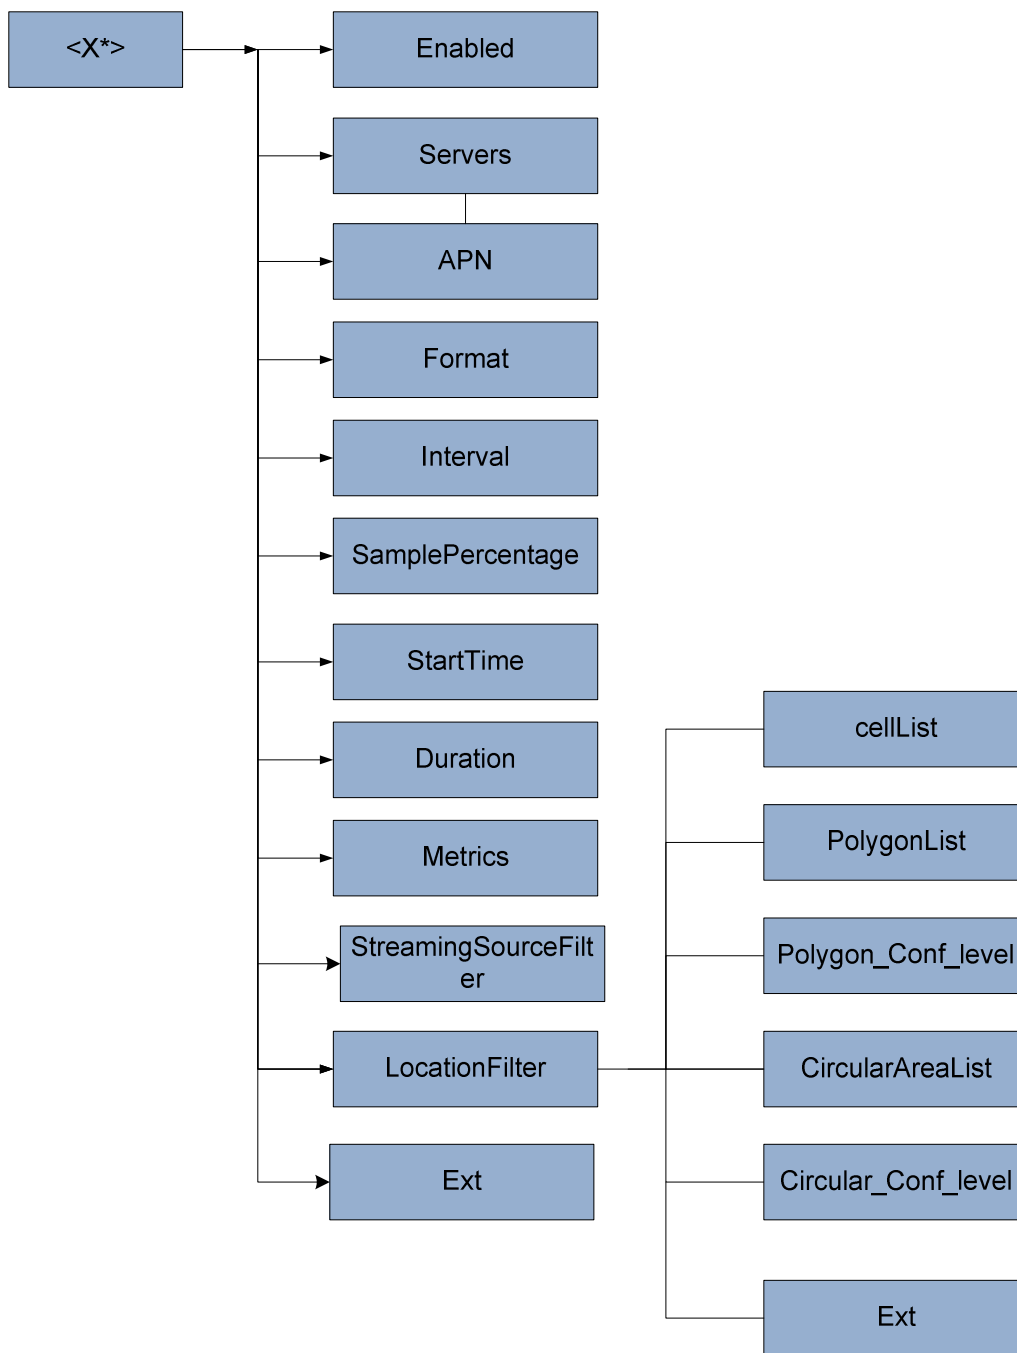 <X*>
Enabled
Servers
APN
Format
Interval
SamplePercentage
StartTime
Duration
Metrics
StreamingSourceFilt
er
LocationFilter
Ext
cellList
PolygonList
Polygon_Conf_level
CircularAreaList
Circular_Conf_level
Ext